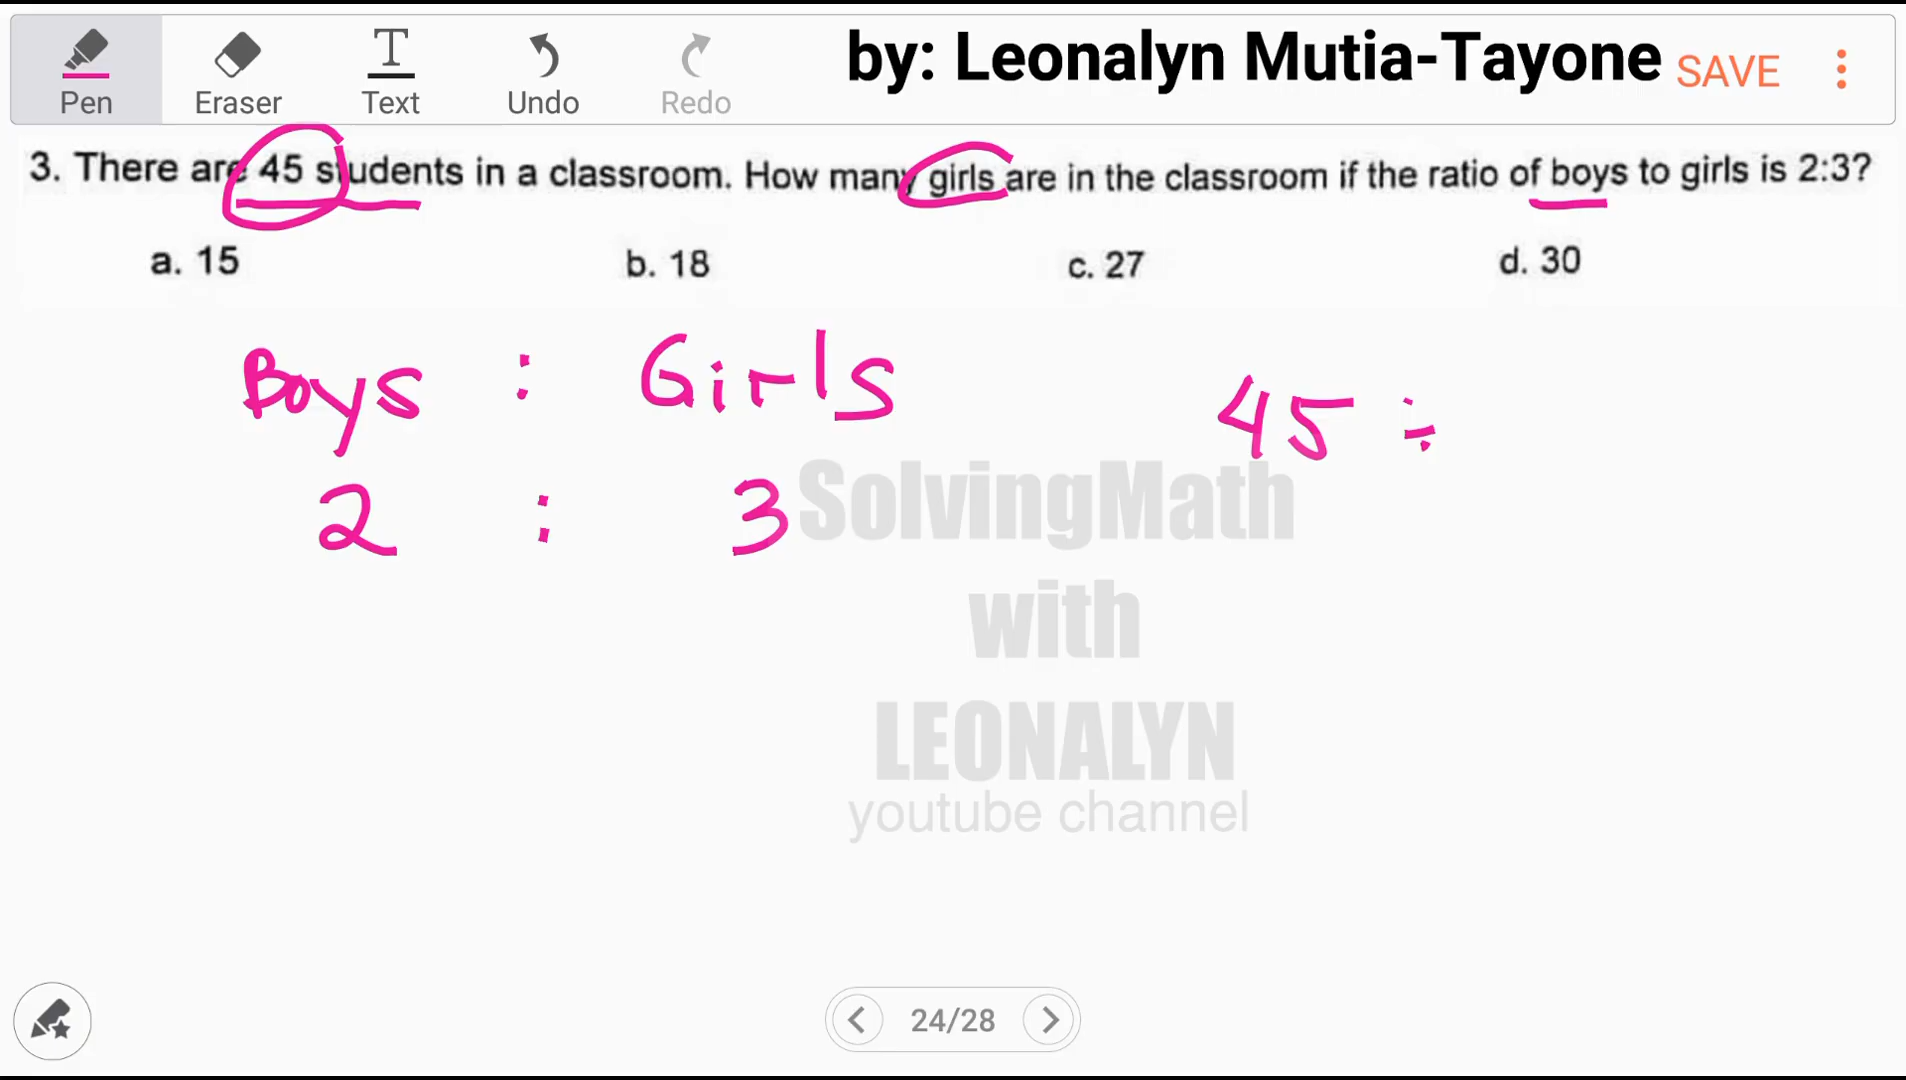 by: Leonalyn Mutia-Tayone
Pen Eraser Text Undo Redo SAVE
3. There are 45 students in a classroom. How many girls are in the classroom if the ratio of boys to girls is 2:3?
a. 15 b. 18 c. 27 d. 30
Boys : Girls
45 ÷
2 : 3
SolvingMath
with
LEONALYN
youtube channel
24/28